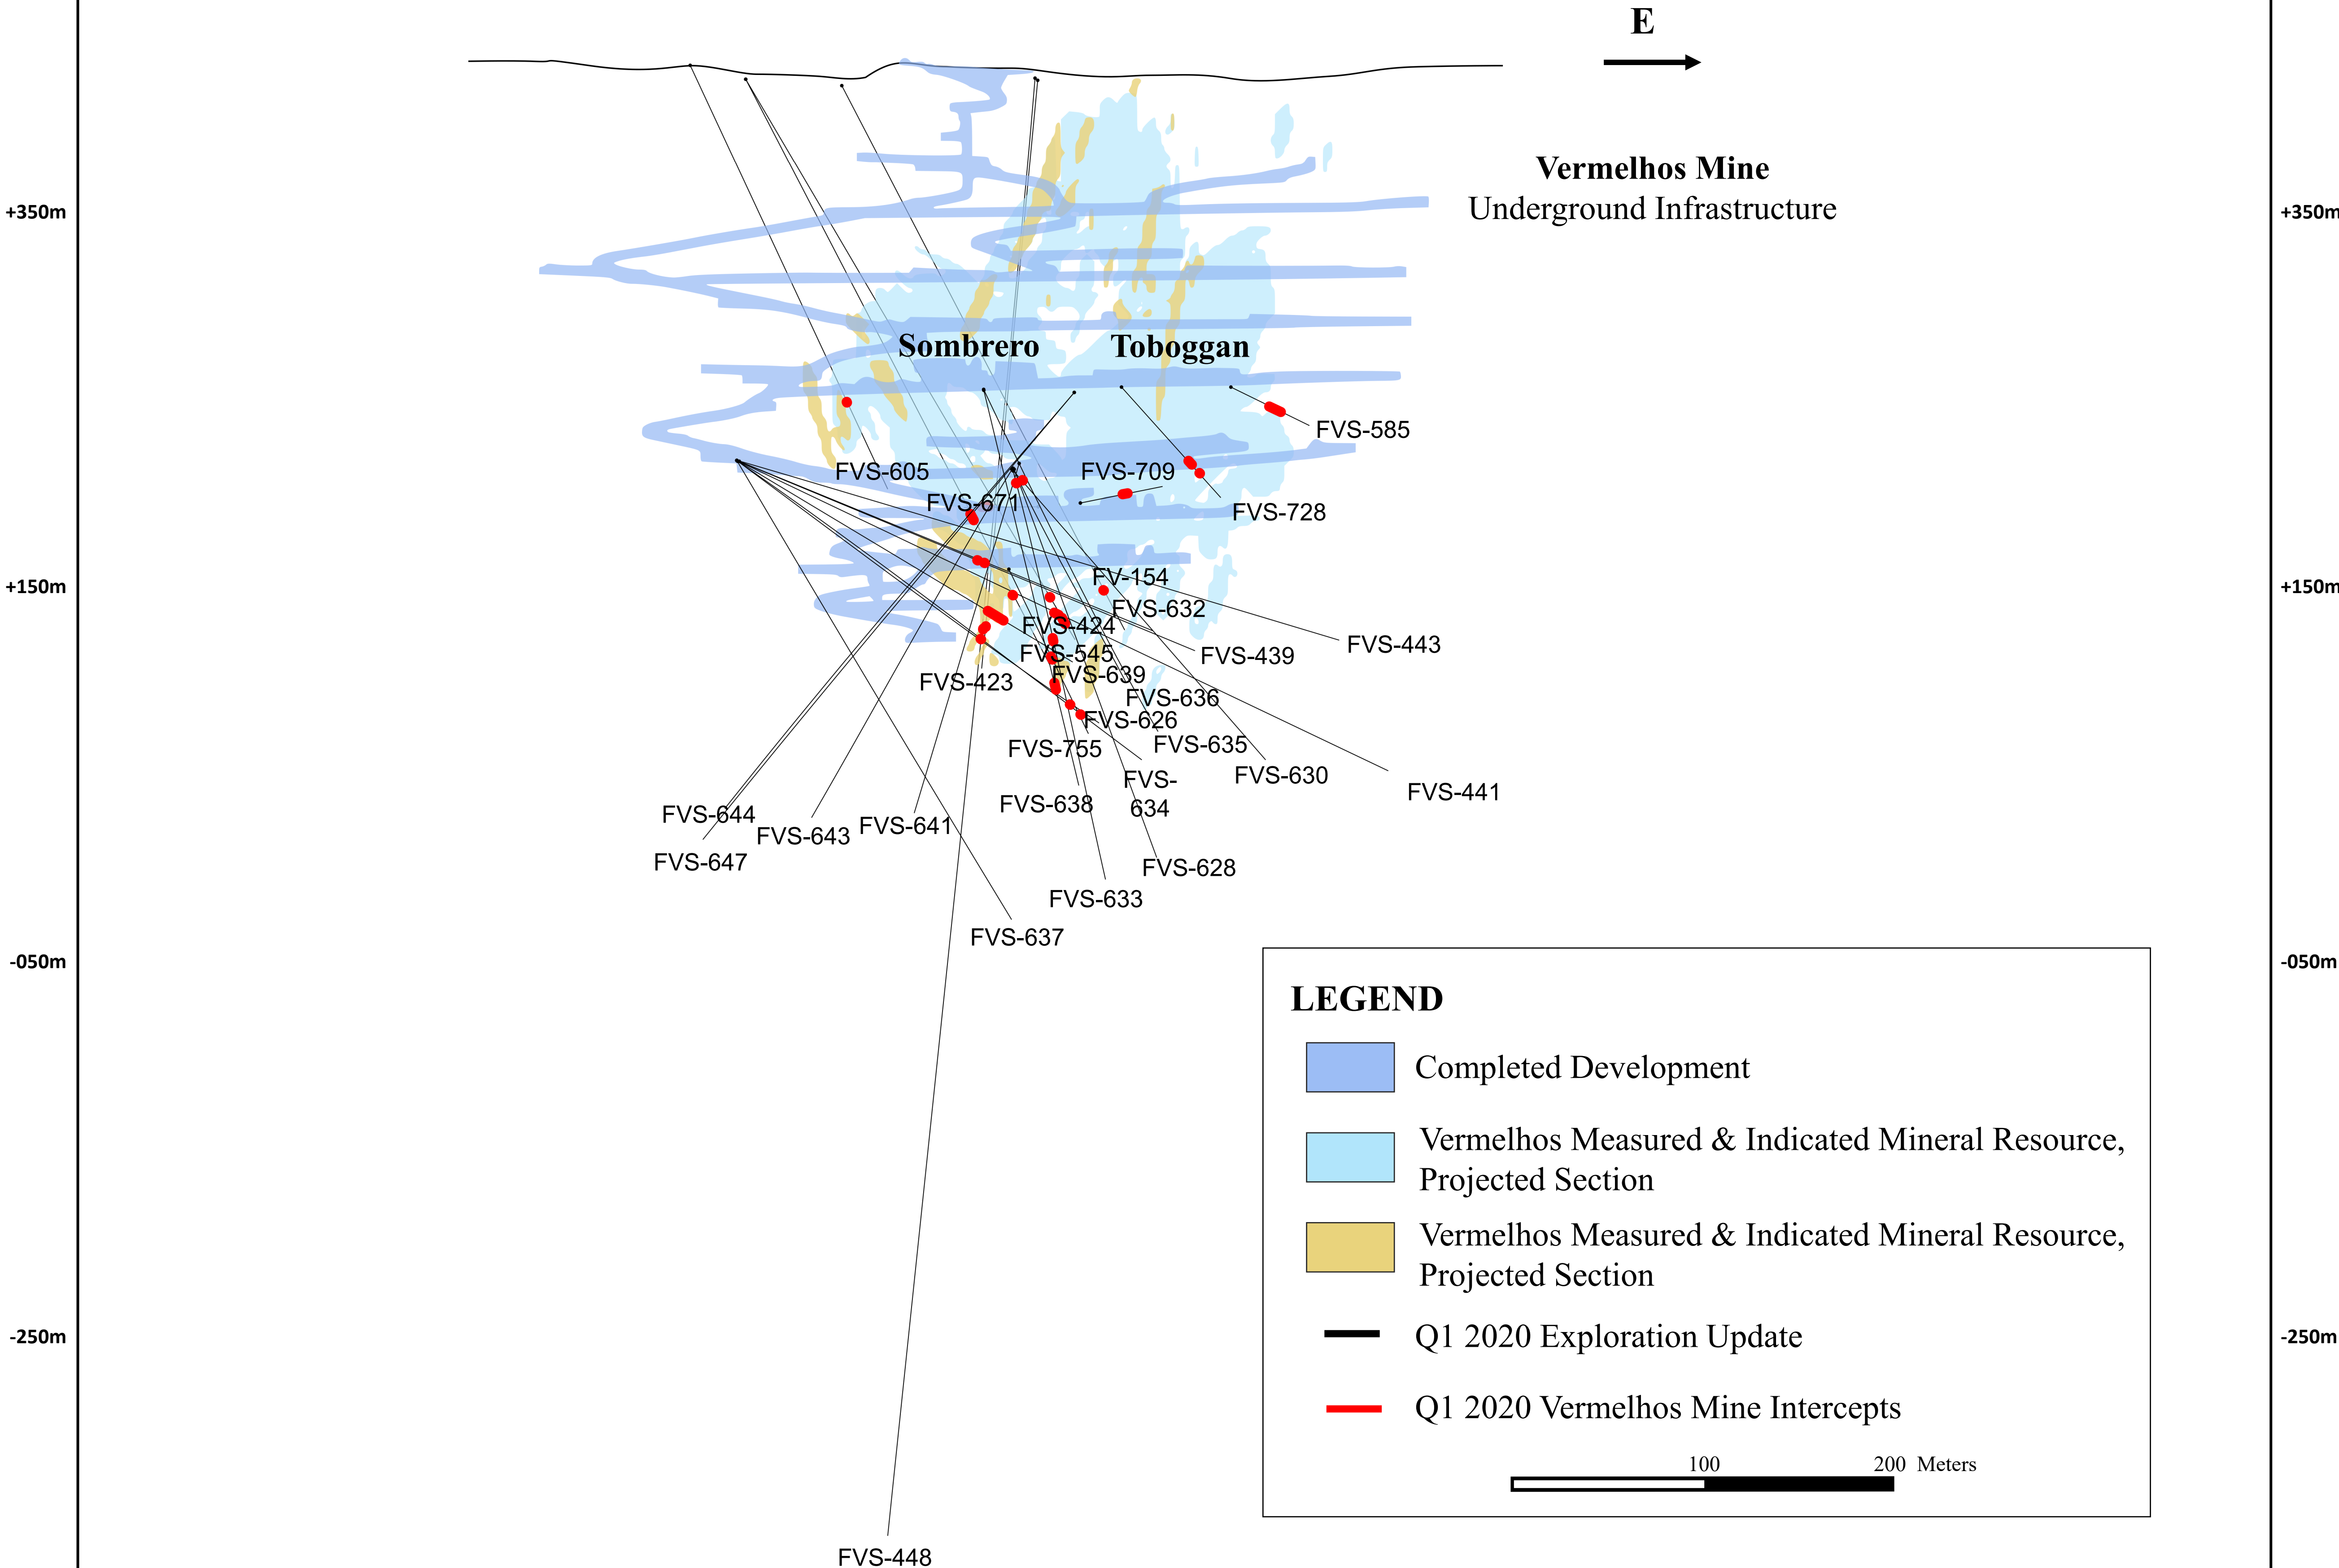 E
Vermelhos Mine
Underground Infrastructure
+350m
+350m
Sombrero
Toboggan
FVS-585
FVS-605
FVS-709
FVS-671
FVS-728
+150m
+150m
FV-154
FVS-632
FVS-424
FVS-443
FVS-545
FVS-439
FVS-639
FVS-423
FVS-636
FVS-626
FVS-755
FVS-635
FVS-630
FVS-
634
FVS-441
FVS-638
FVS-644
FVS-641
FVS-643
FVS-647
FVS-628
FVS-633
FVS-637
-050m
-050m
LEGEND
Completed Development
Vermelhos Measured & Indicated Mineral Resource,
Projected Section
Vermelhos Measured & Indicated Mineral Resource,
Projected Section
-250m
-250m
Q1 2020 Exploration Update
Q1 2020 Vermelhos Mine Intercepts
100 200 Meters
FVS-448